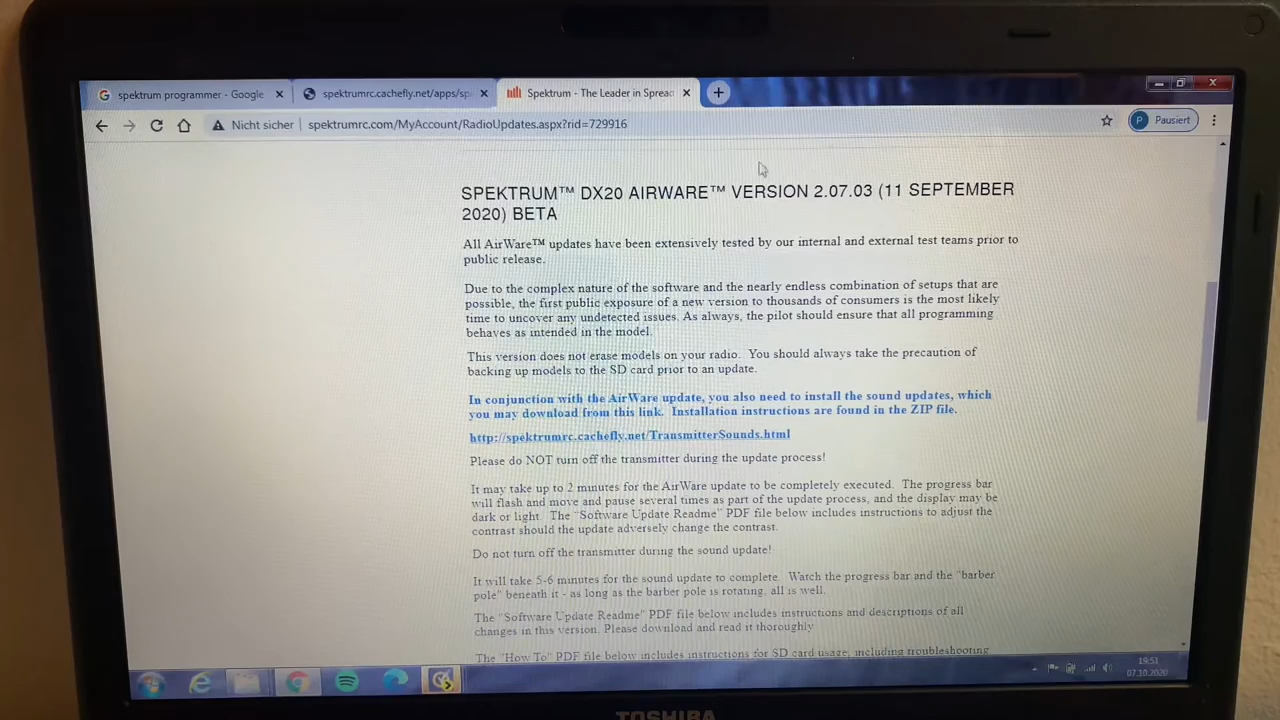 spektrum programmer - Google
spektrumrc.cachefly.net/apps/sp
Spektrum - The Leader in Spread
Nicht sicher
spektrumrc.com/MyAccount/RadioUpdates.aspx?rid=729916
P Pausiert
SPEKTRUM™ DX20 AIRWARE™ VERSION 2.07.03 (11 SEPTEMBER
2020) BETA
All AirWare™ updates have been extensively tested by our internal and external test teams prior to
public release.
Due to the complex nature of the software and the nearly endless combination of setups that are
possible, the first public exposure of a new version to thousands of consumers is the most likely
time to uncover any undetected issues. As always, the pilot should ensure that all programming
behaves as intended in the model.
This version does not erase models on your radio. You should always take the precaution of
backing up models to the SD card prior to an update.
In conjunction with the AirWare update, you also need to install the sound updates, which
you may download from this link. Installation instructions are found in the ZIP file.
http://spektrumrc.cachefly.net/TransmitterSounds.html
Please do NOT turn off the transmitter during the update process!
It may take up to 2 minutes for the AirWare update to be completely executed. The progress bar
will flash and move and pause several times as part of the update process, and the display may be
dark or light. The "Software Update Readme" PDF file below includes instructions to adjust the
contrast should the update adversely change the contrast.
Do not turn off the transmitter during the sound update!
It will take 5-6 minutes for the sound update to complete. Watch the progress bar and the "barber
pole" beneath it - as long as the barber pole is rotating, all is well.
The "Software Update Readme" PDF file below includes instructions and descriptions of all
changes in this version. Please download and read it thoroughly
The "How To" PDF file below includes instructions for SD card usage, including troubleshooting
19:51
07.10.2020
TOSHIBA